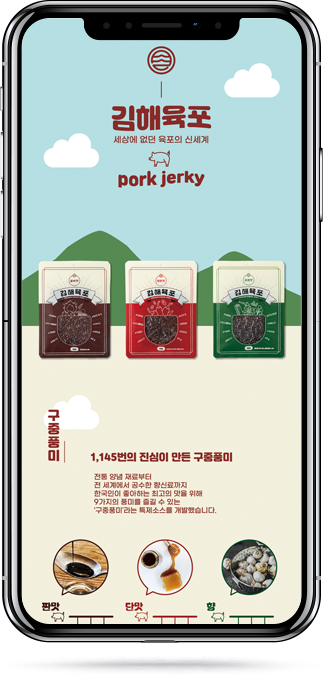 김해육포
세상에 없던 육포의 신세계
pork jerky
김해육포
김해육포
김해육포
구중풍미
1,145번의 진심이 만든 구중풍미
전통 양념 재료부터
전 세계에서 공수한 향신료까지
한국인이 좋아하는 최고의 맛을 위해
9가지의 풍미를 즐길 수 있는
'구중풍미'라는 특제소스를 개발했습니다.
짠맛
단맛
향